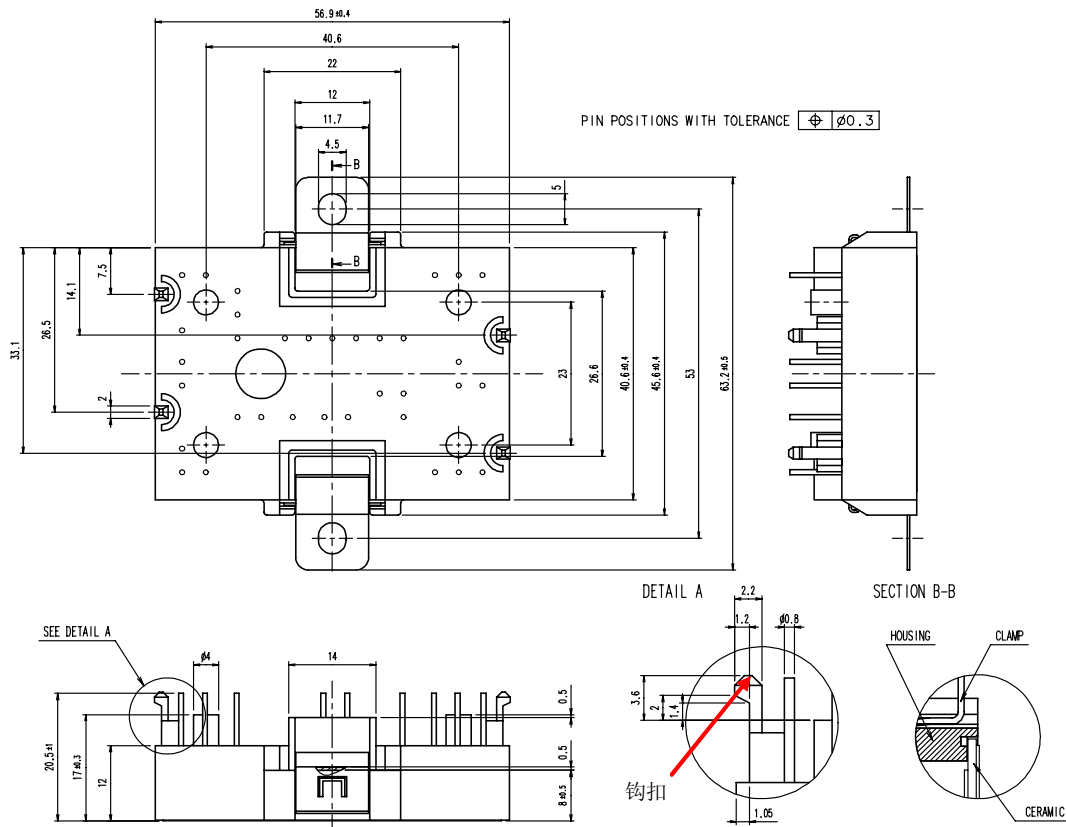 56.9±0.4
40.6
22
12
11.7
4.5
B
PIN POSITIONS WITH TOLERANCE ⌖ Ø0.3
5
B
7.5
14.1
26.5
33.1
2
23
26.6
40.6±0.4
45.6±0.4
53
63.2±0.5
DETAIL A
SECTION B-B
2.2
1.2
Ø0.8
SEE DETAIL A
HOUSING
CLAMP
Ø4
14
0.5
3.6
2
1.4
20.5±1
17±0.3
12
0.5
8±0.5
钩扣
1.05
CERAMIC